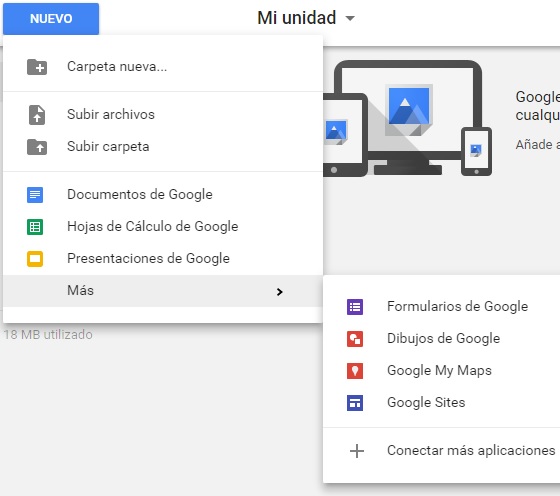 NUEVO
Mi unidad
Carpeta nueva...
Subir archivos
Subir carpeta
Documentos de Google
Hojas de Cálculo de Google
Presentaciones de Google
Más
18 MB utilizado
Google
cualqu
Añade a
Formularios de Google
Dibujos de Google
Google My Maps
Google Sites
Conectar más aplicaciones